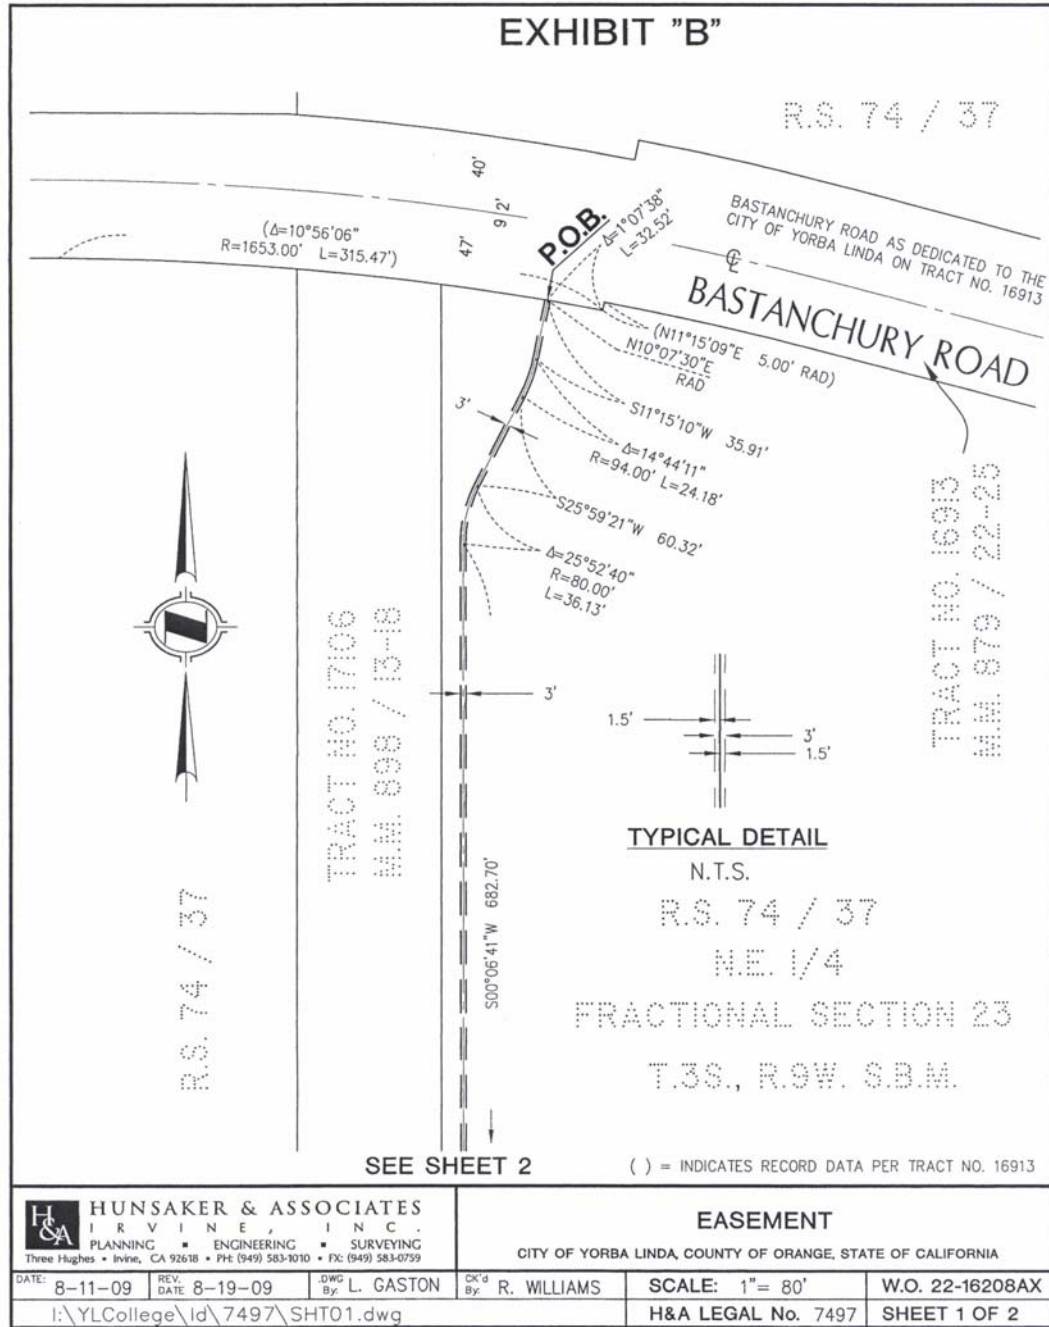 EXHIBIT "B"
R.S. 74 / 37
40'
92'
47'
(Δ=10°56'06"
R=1653.00' L=315.47')
P.O.B.
Δ=1°07'38"
L=32.52'
BASTANCHURY ROAD AS DEDICATED TO THE
CITY OF YORBA LINDA ON TRACT NO. 16913
℄
BASTANCHURY ROAD
(N11°15'09"E 5.00' RAD)
N10°07'30"E
RAD
S11°15'10"W 35.91'
3'
Δ=14°44'11"
R=94.00' L=24.18'
S25°59'21"W 60.32'
Δ=25°52'40"
R=80.00'
L=36.13'
TRACT NO. 16913
M.M. 879 / 22-25
TRACT NO. 17106
M.M. 898 / 13-18
3'
1.5'
3'
1.5'
TYPICAL DETAIL
N.T.S.
S00°06'41"W 682.70'
R.S. 74 / 37
R.S. 74 / 37
N.E. 1/4
FRACTIONAL SECTION 23
T.3S., R.9W. S.B.M.
SEE SHEET 2
( ) = INDICATES RECORD DATA PER TRACT NO. 16913
H&A
HUNSAKER & ASSOCIATES
IRVINE, INC.
PLANNING ▪ ENGINEERING ▪ SURVEYING
Three Hughes • Irvine, CA 92618 • PH: (949) 583-1010 • FX: (949) 583-0759
EASEMENT
CITY OF YORBA LINDA, COUNTY OF ORANGE, STATE OF CALIFORNIA
DATE: 8-11-09
REV. DATE 8-19-09
DWG By: L. GASTON
CK'd By: R. WILLIAMS
SCALE: 1"= 80'
W.O. 22-16208AX
I:\YLCollege\ld\7497\SHT01.dwg
H&A LEGAL No. 7497
SHEET 1 OF 2